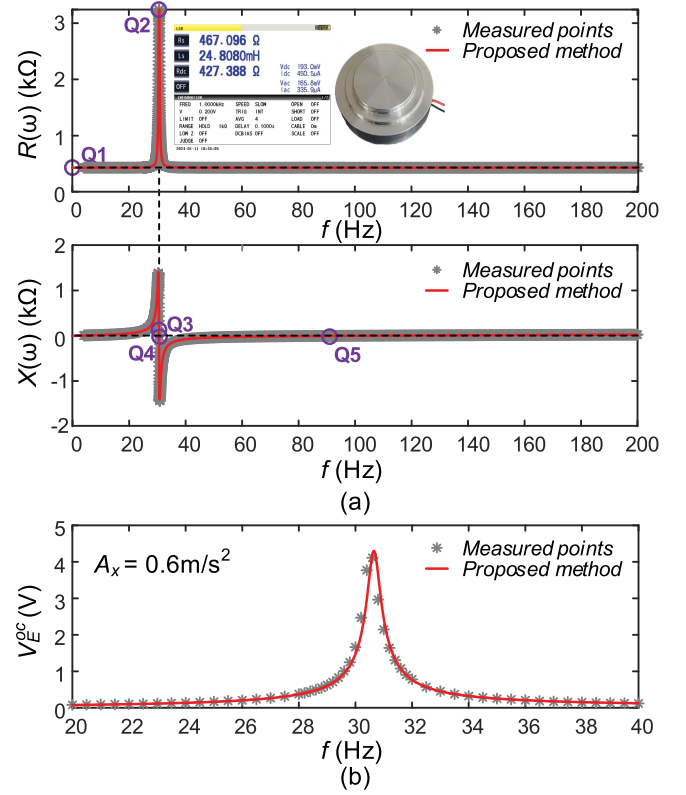 3
2
1
0
R(ω) (kΩ)
Q2
Q1
Rs 467.096 Ω
Ls 24.8080mH
Rdc 427.388 Ω
OFF
Vdc 193.0mV
Idc 450.5μA
Vac 165.8mV
Iac 335.9μA
FREQ 1.0000kHz SPEED SLOW OPEN OFF
V 0.200V TRIG INT SHORT OFF
LIMIT OFF AVG 4 LOAD OFF
RANGE HOLD 1kΩ DELAY 0.1000s CABLE 0m
LOW Z OFF DCBIAS OFF SCALE OFF
JUDGE OFF
Measured points
Proposed method
0 20 40 60 80 100 120 140 160 180 200
f (Hz)
2
1
0
-1
-2
X(ω) (kΩ)
Measured points
Proposed method
Q3
Q4
Q5
0 20 40 60 80 100 120 140 160 180 200
f (Hz)
(a)
5
4
3
2
1
0
V_E^oc (V)
A_x = 0.6m/s²
Measured points
Proposed method
20 22 24 26 28 30 32 34 36 38 40
f (Hz)
(b)